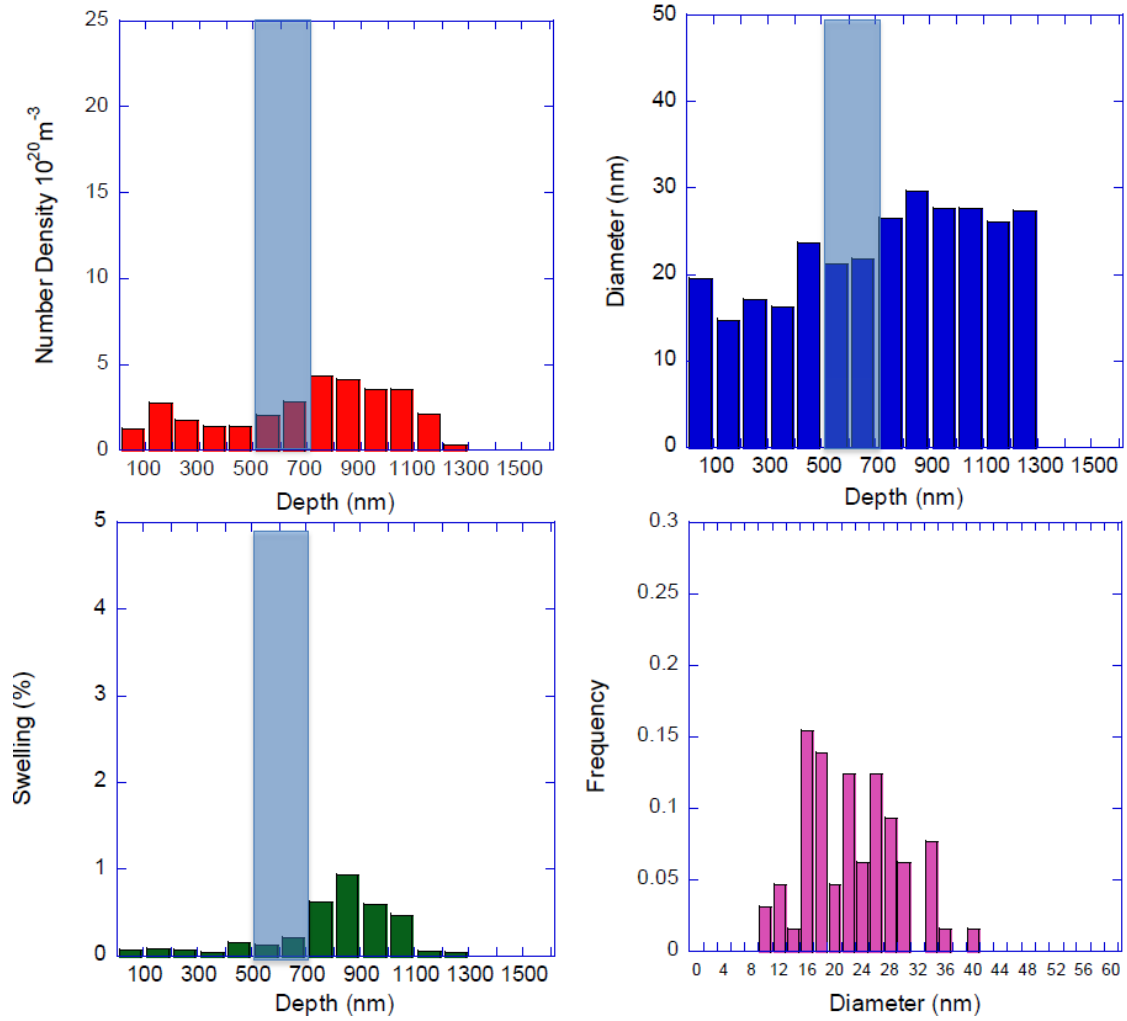 25
20
15
10
5
0
Number Density 10²⁰m⁻³
100 300 500 700 900 1100 1300 1500
Depth (nm)
50
40
30
20
10
0
Diameter (nm)
100 300 500 700 900 1100 1300 1500
Depth (nm)
5
4
3
2
1
0
Swelling (%)
100 300 500 700 900 1100 1300 1500
Depth (nm)
0.3
0.25
0.2
0.15
0.1
0.05
0
Frequency
0 4 8 12 16 20 24 28 32 36 40 44 48 52 56 60
Diameter (nm)